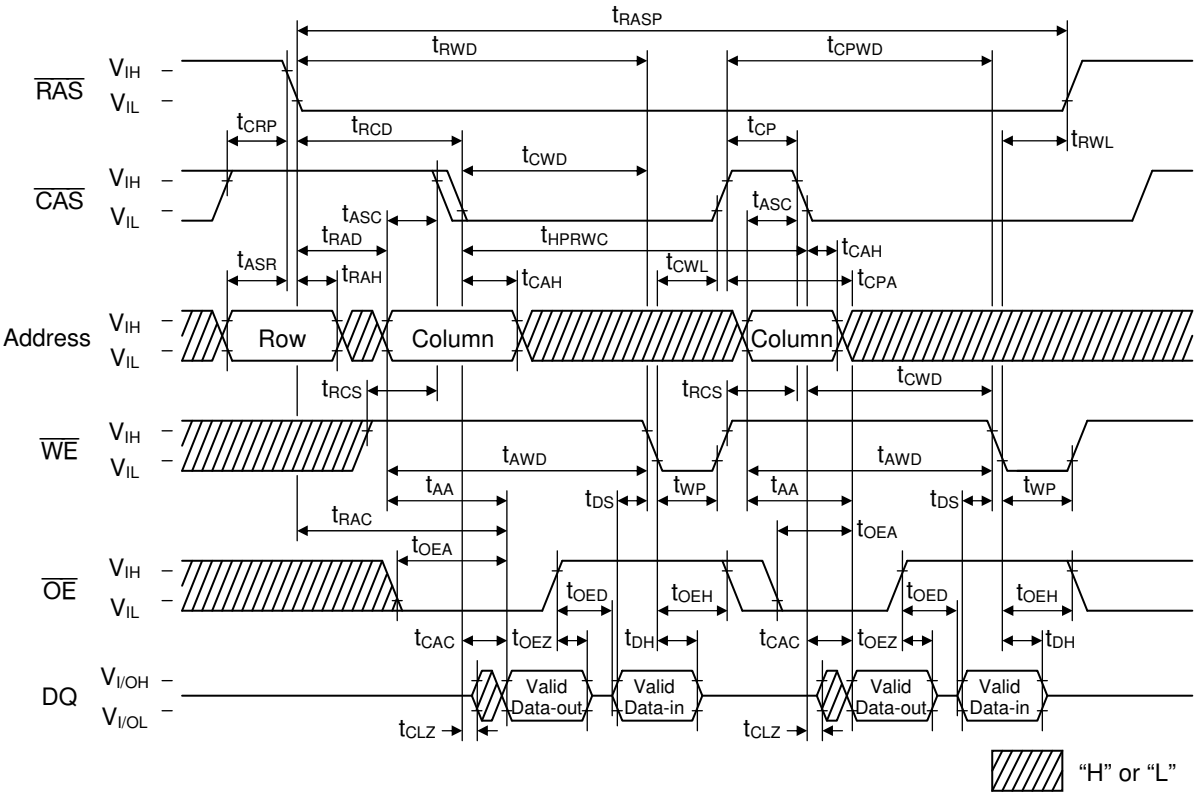 tRASP
tRWD
tCPWD
RAS
VIH
VIL
tCRP
tRCD
tCP
tRWL
tCWD
CAS
VIH
VIL
tASC
tASC
tRAD
tHPRWC
tCAH
tASR
tRAH
tCAH
tCWL
tCPA
Address
VIH
VIL
Row
Column
Column
tRCS
tRCS
tCWD
WE
VIH
VIL
tAWD
tAWD
tAA
tDS
tWP
tAA
tDS
tWP
tRAC
tOEA
tOEA
OE
VIH
VIL
tOED
tOEH
tOED
tOEH
tCAC
tOEZ
tDH
tCAC
tOEZ
tDH
DQ
VI/OH
VI/OL
Valid Data-out
Valid Data-in
Valid Data-out
Valid Data-in
tCLZ
tCLZ
“H” or “L”